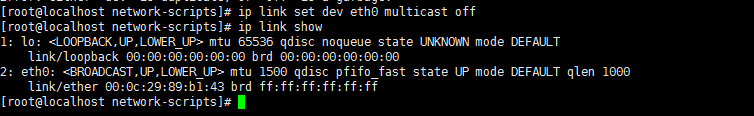 [root@localhost network-scripts]# ip link set dev eth0 multicast off
[root@localhost network-scripts]# ip link show
1: lo: <LOOPBACK,UP,LOWER_UP> mtu 65536 qdisc noqueue state UNKNOWN mode DEFAULT
    link/loopback 00:00:00:00:00:00 brd 00:00:00:00:00:00
2: eth0: <BROADCAST,UP,LOWER_UP> mtu 1500 qdisc pfifo_fast state UP mode DEFAULT qlen 1000
    link/ether 00:0c:29:89:b1:43 brd ff:ff:ff:ff:ff:ff
[root@localhost network-scripts]#